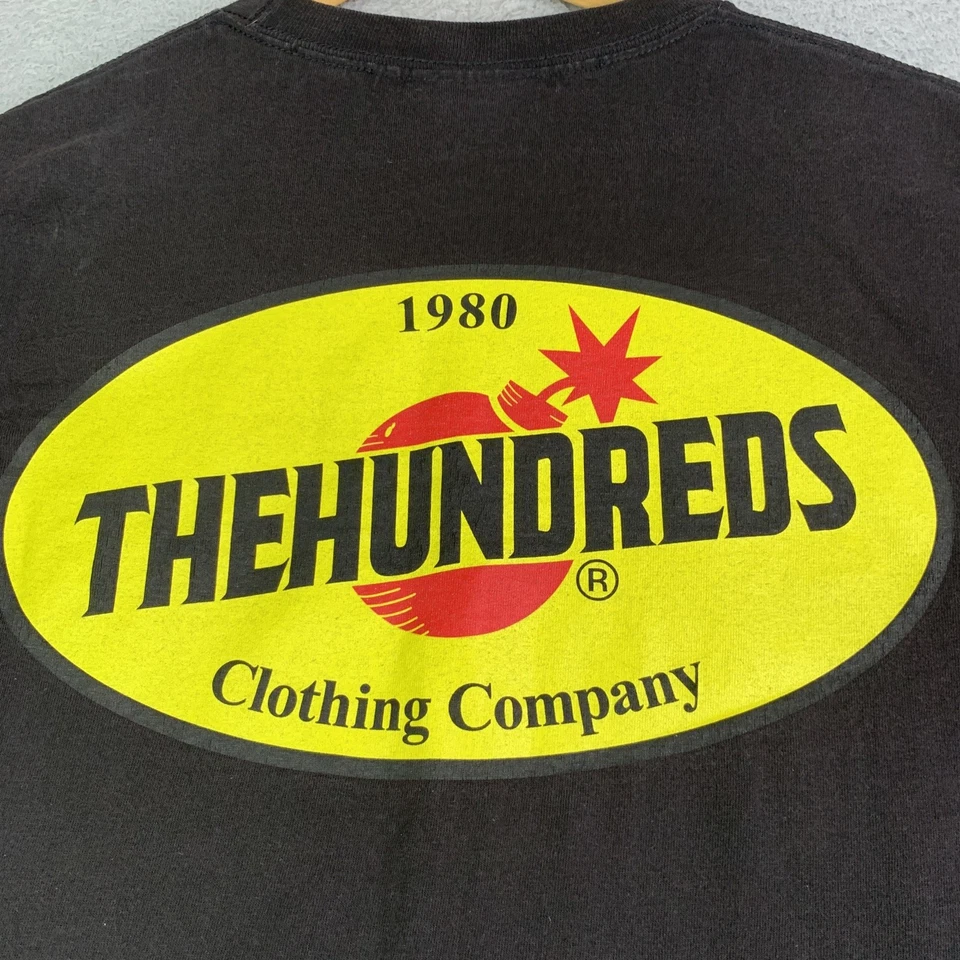 1980
THEHUNDREDS
®
Clothing Company